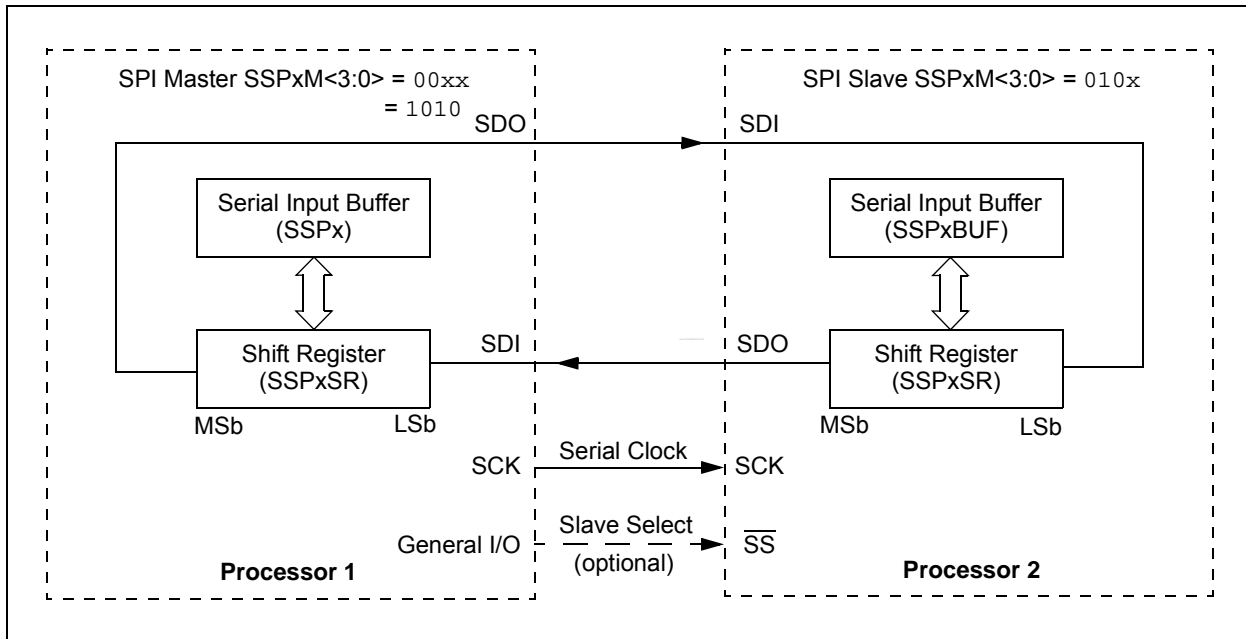 SPI Master SSPxM<3:0> = 00xx
= 1010
SDO
Serial Input Buffer
(SSPx)
Shift Register
(SSPxSR)
MSb
LSb
SDI
SCK
General I/O
Processor 1
Serial Clock
Slave Select
(optional)
SPI Slave SSPxM<3:0> = 010x
SDI
Serial Input Buffer
(SSPxBUF)
SDO
Shift Register
(SSPxSR)
MSb
LSb
SCK
SS
Processor 2